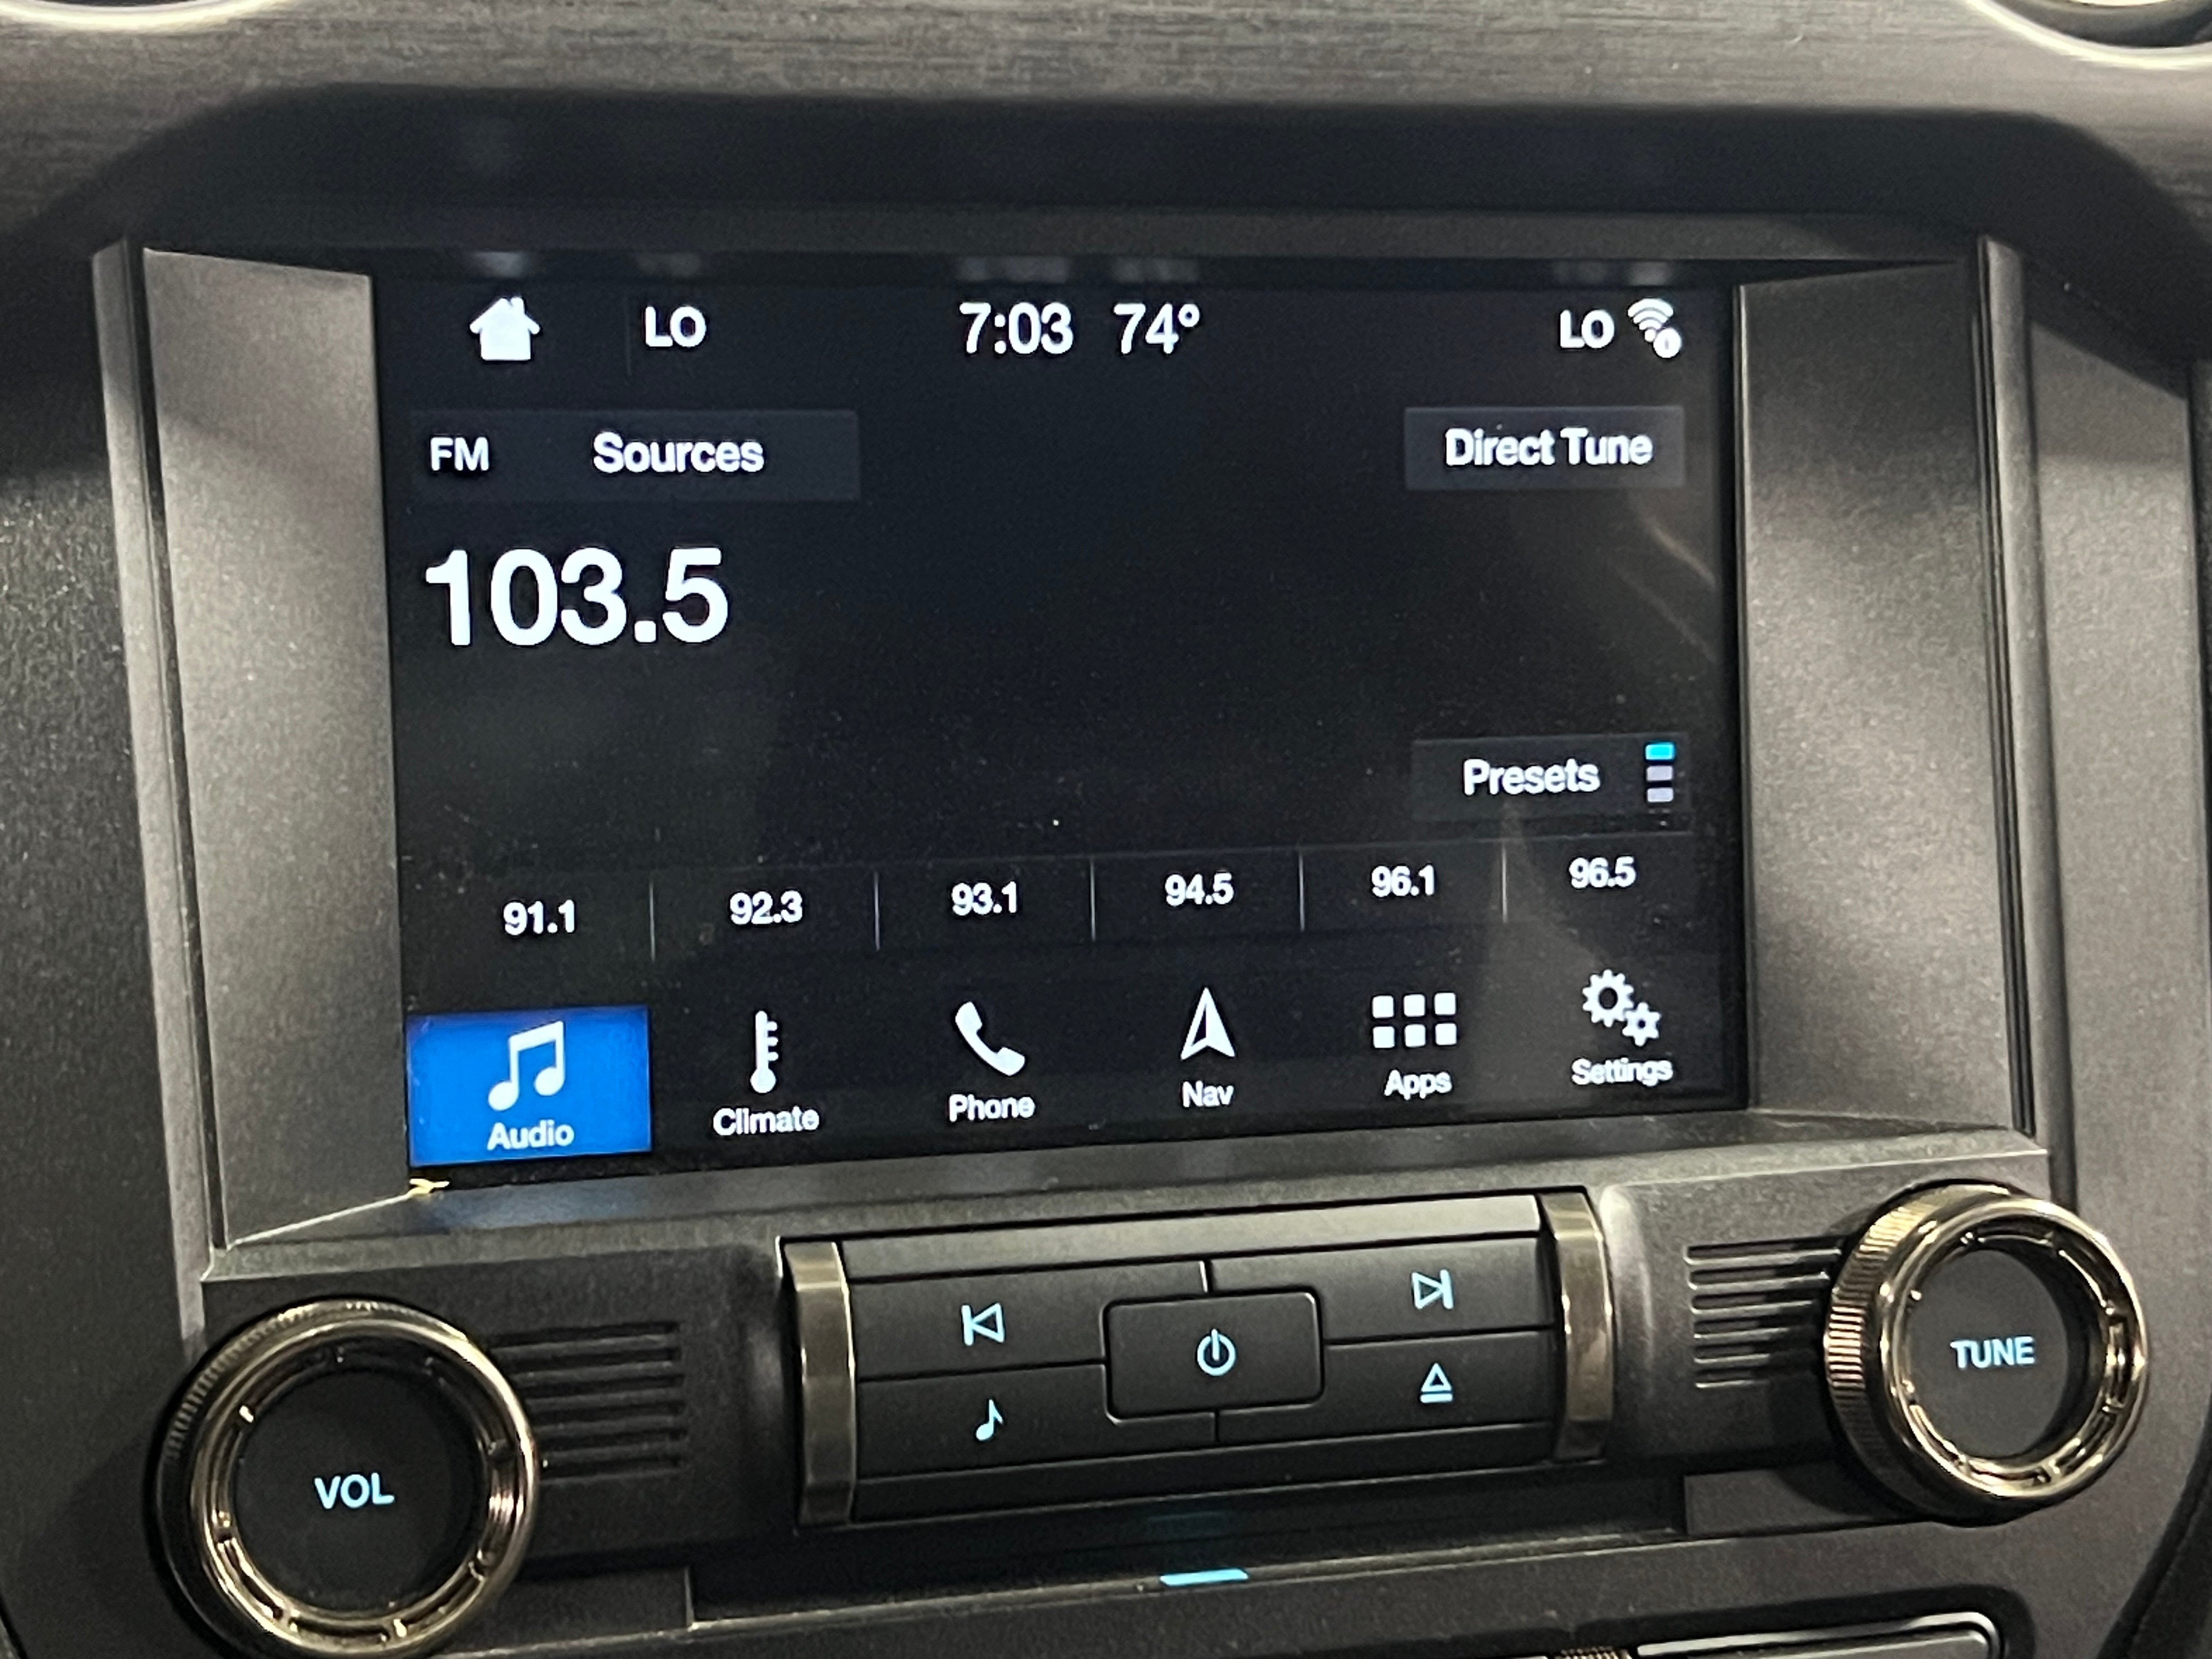 LO 7:03 74° LO
FM Sources Direct Tune
103.5
Presets
91.1 92.3 93.1 94.5 96.1 96.5
Audio Climate Phone Nav Apps Settings
VOL TUNE